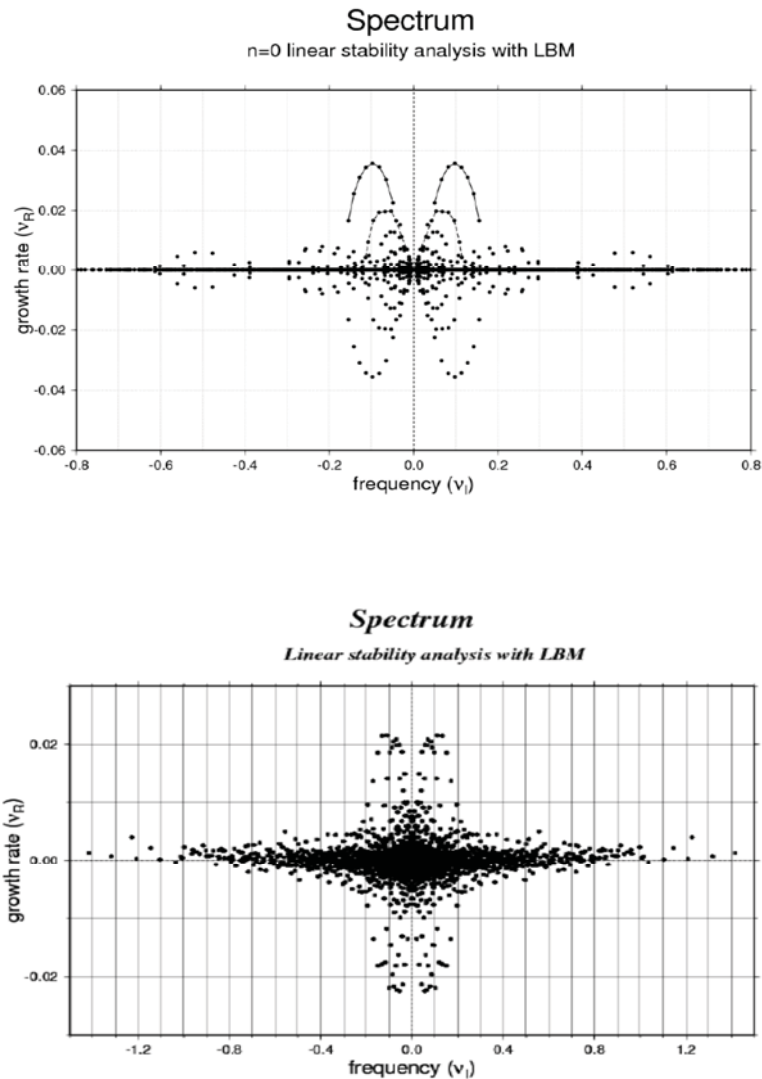 Spectrum
n=0 linear stability analysis with LBM
0.06
0.04
0.02
0.00
-0.02
-0.04
-0.06
growth rate (νR)
-0.8 -0.6 -0.4 -0.2 0.0 0.2 0.4 0.6 0.8
frequency (νI)
Spectrum
Linear stability analysis with LBM
0.02
0.00
-0.02
growth rate (νR)
-1.2 -0.8 -0.4 0.0 0.4 0.8 1.2
frequency (νI)